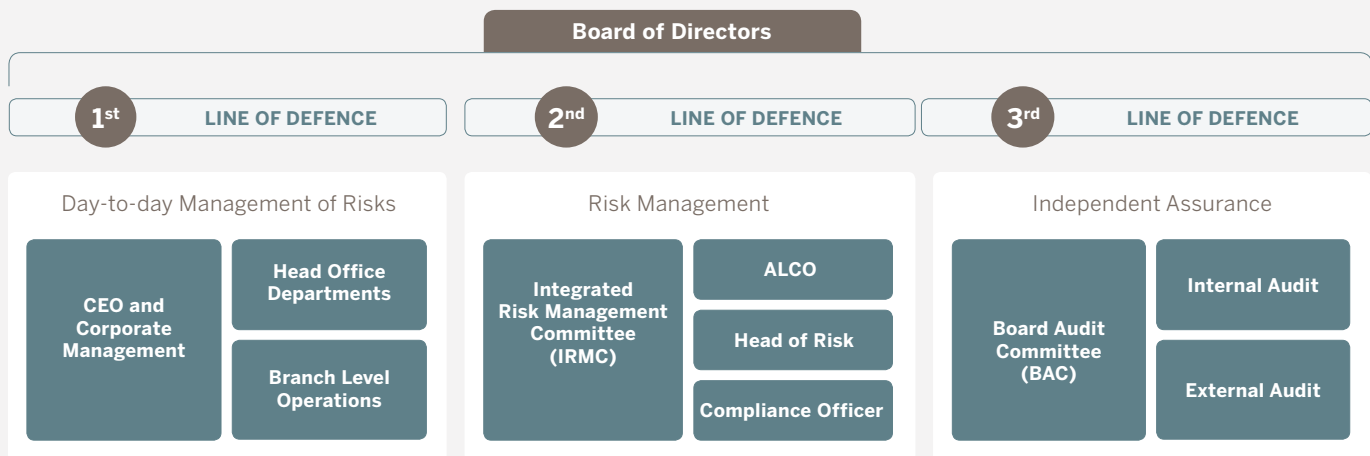 Board of Directors
1st LINE OF DEFENCE
2nd LINE OF DEFENCE
3rd LINE OF DEFENCE
Day-to-day Management of Risks
CEO and
Corporate
Management
Head Office
Departments
Branch Level
Operations
Risk Management
Integrated
Risk Management
Committee
(IRMC)
ALCO
Head of Risk
Compliance Officer
Independent Assurance
Board Audit
Committee
(BAC)
Internal Audit
External Audit